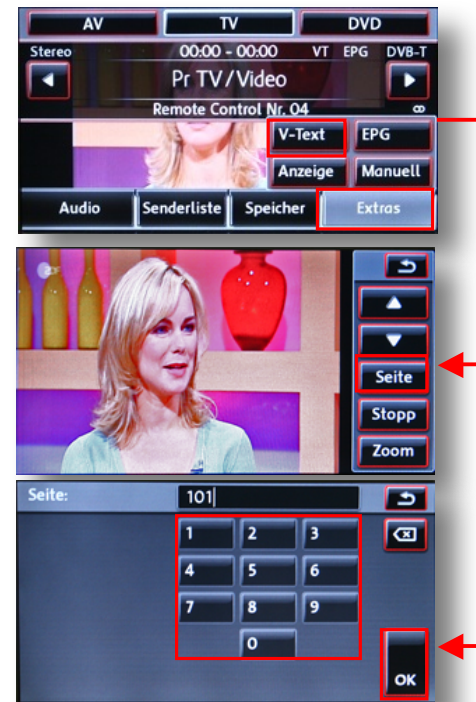 AV TV DVD
Stereo 00:00 - 00:00 VT EPG DVB-T
Pr TV/Video
Remote Control Nr. 04
V-Text EPG
Anzeige Manuell
Audio Senderliste Speicher Extras
ZDF
Seite
Stopp
Zoom
Seite: 101
1 2 3
4 5 6
7 8 9
0
OK